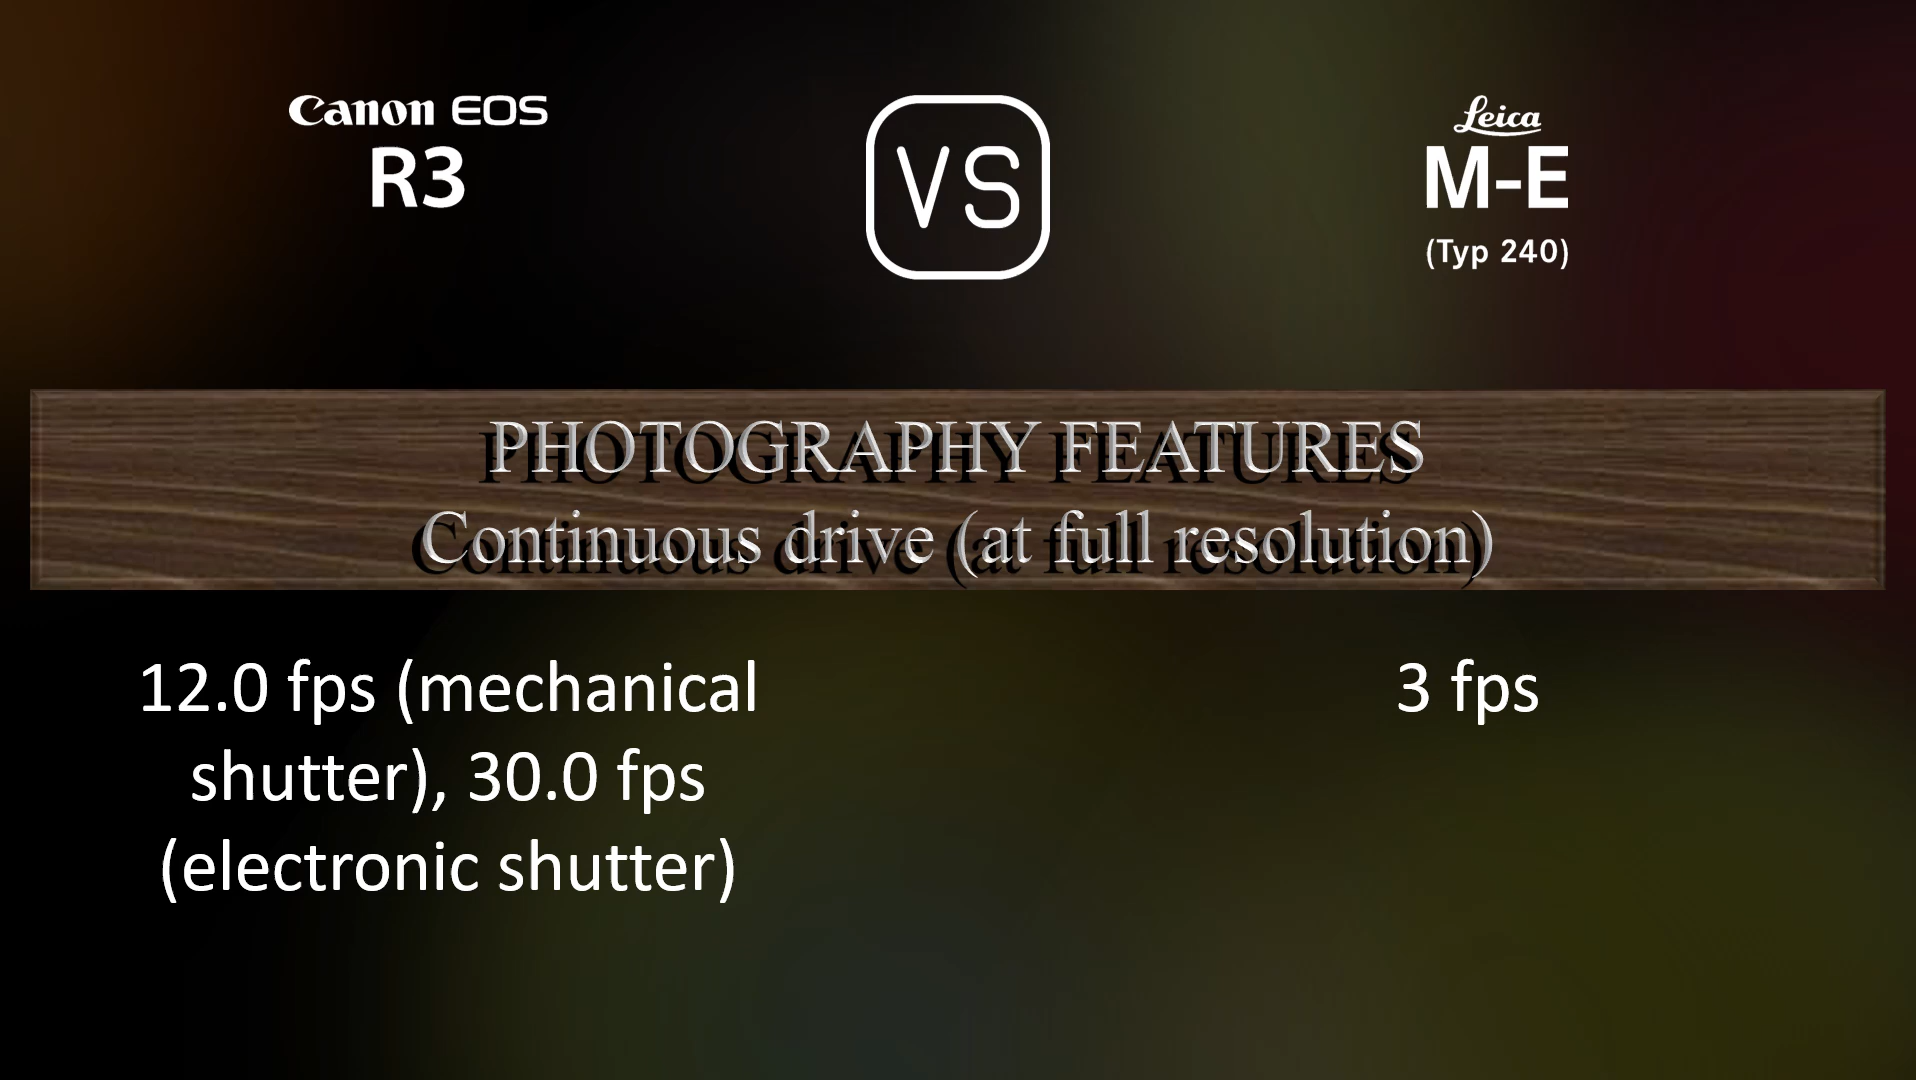 Canon EOS
R3
VS
Leica
M-E
(Typ 240)
PHOTOGRAPHY FEATURES
Continuous drive (at full resolution)
12.0 fps (mechanical
shutter), 30.0 fps
(electronic shutter)
3 fps